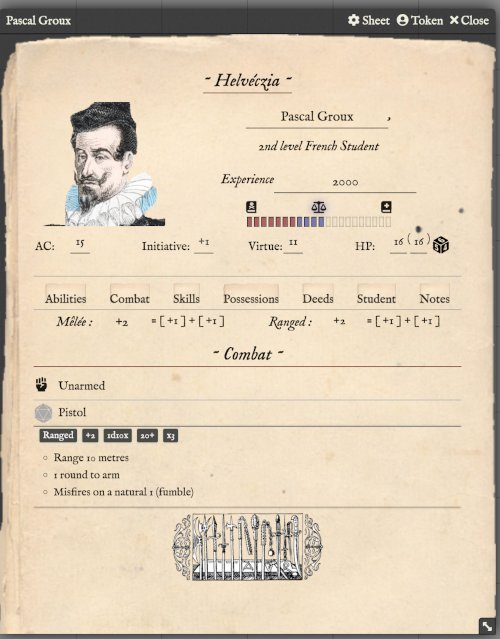 Pascal Groux Sheet Token Close
~ Helvéczia ~
Pascal Groux ,
2nd level French Student
Experience 2000
AC: 15 Initiative: +1 Virtue: 11 HP: 16 ( 16 )
Abilities Combat Skills Possessions Deeds Student Notes
Mêlée : +2 = [ +1 ] + [ +1 ] Ranged : +2 = [ +1 ] + [ +1 ]
~ Combat ~
Unarmed
Pistol
Ranged +2 1d10x 20+ x3
Range 10 metres
1 round to arm
Misfires on a natural 1 (fumble)